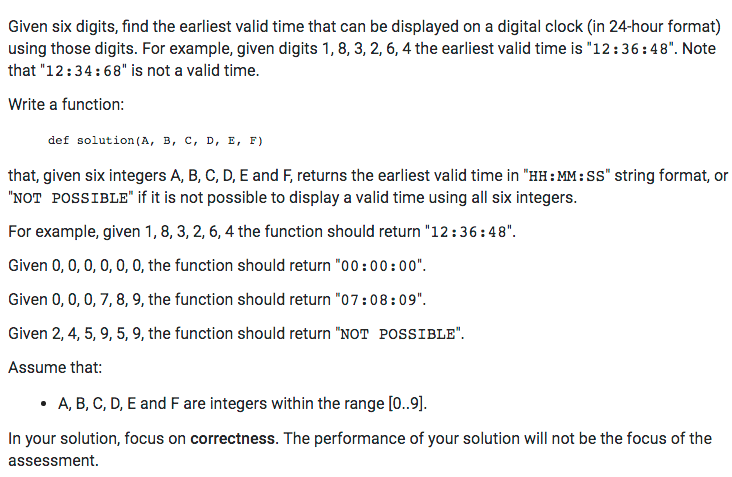 Given six digits, find the earliest valid time that can be displayed on a digital clock (in 24-hour format)
using those digits. For example, given digits 1, 8, 3, 2, 6, 4 the earliest valid time is "12:36:48". Note
that "12:34:68" is not a valid time.
Write a function:
def solution(A, B, C, D, E, F)
that, given six integers A, B, C, D, E and F, returns the earliest valid time in "HH:MM:SS" string format, or
"NOT POSSIBLE" if it is not possible to display a valid time using all six integers.
For example, given 1, 8, 3, 2, 6, 4 the function should return "12:36:48".
Given 0, 0, 0, 0, 0, 0, the function should return "00:00:00".
Given 0, 0, 0, 7, 8, 9, the function should return "07:08:09".
Given 2, 4, 5, 9, 5, 9, the function should return "NOT POSSIBLE".
Assume that:
• A, B, C, D, E and F are integers within the range [0..9].
In your solution, focus on correctness. The performance of your solution will not be the focus of the
assessment.